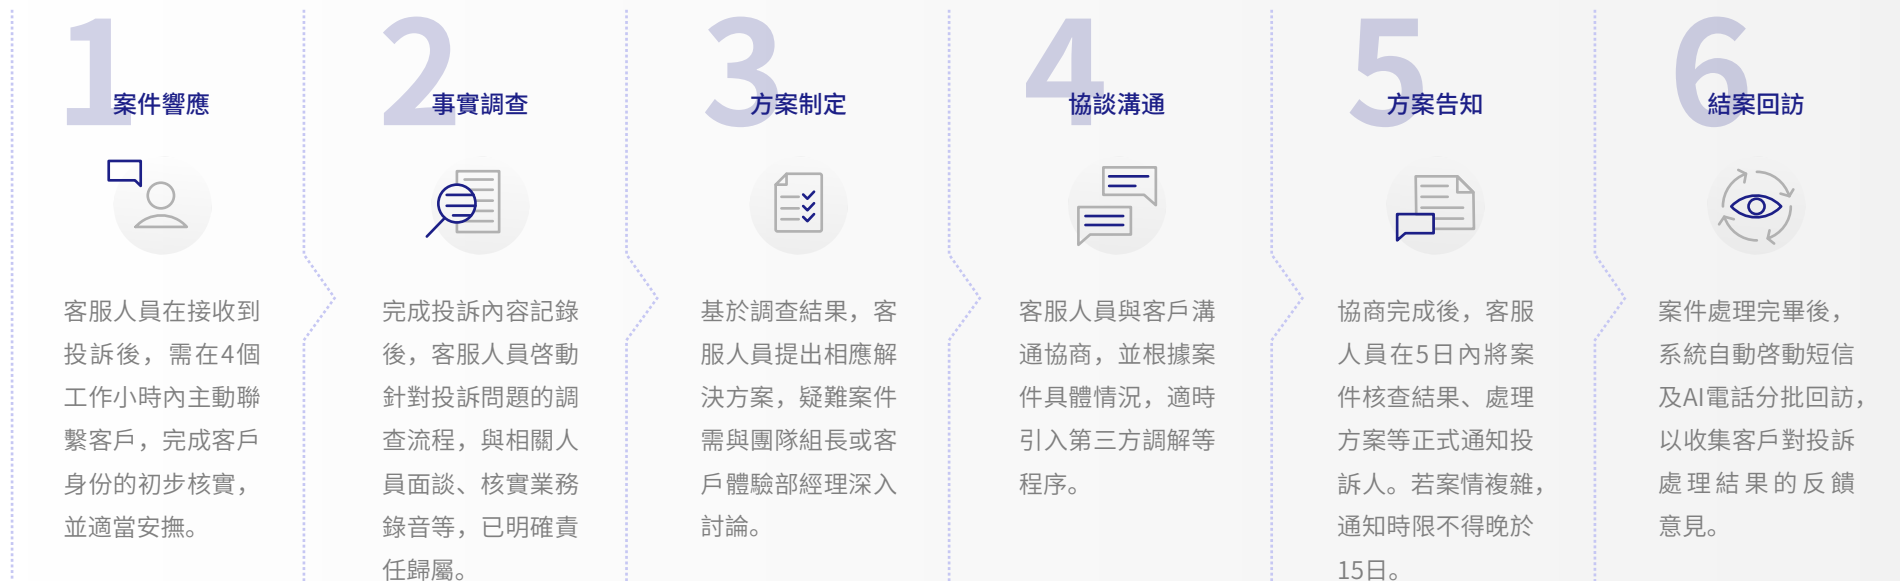 1
案件響應
客服人員在接收到
投訴後，需在4個
工作小時內主動聯
繫客戶，完成客戶
身份的初步核實，
並適當安撫。
2
事實調查
完成投訴內容記錄
後，客服人員啓動
針對投訴問題的調
查流程，與相關人
員面談、核實業務
錄音等，已明確責
任歸屬。
3
方案制定
基於調查結果，客
服人員提出相應解
決方案，疑難案件
需與團隊組長或客
戶體驗部經理深入
討論。
4
協談溝通
客服人員與客戶溝
通協商，並根據案
件具體情況，適時
引入第三方調解等
程序。
5
方案告知
協商完成後，客服
人員在5日內將案
件核查結果、處理
方案等正式通知投
訴人。若案情複雜，
通知時限不得晚於
15日。
6
結案回訪
案件處理完畢後，
系統自動啓動短信
及AI電話分批回訪，
以收集客戶對投訴
處理結果的反饋
意見。